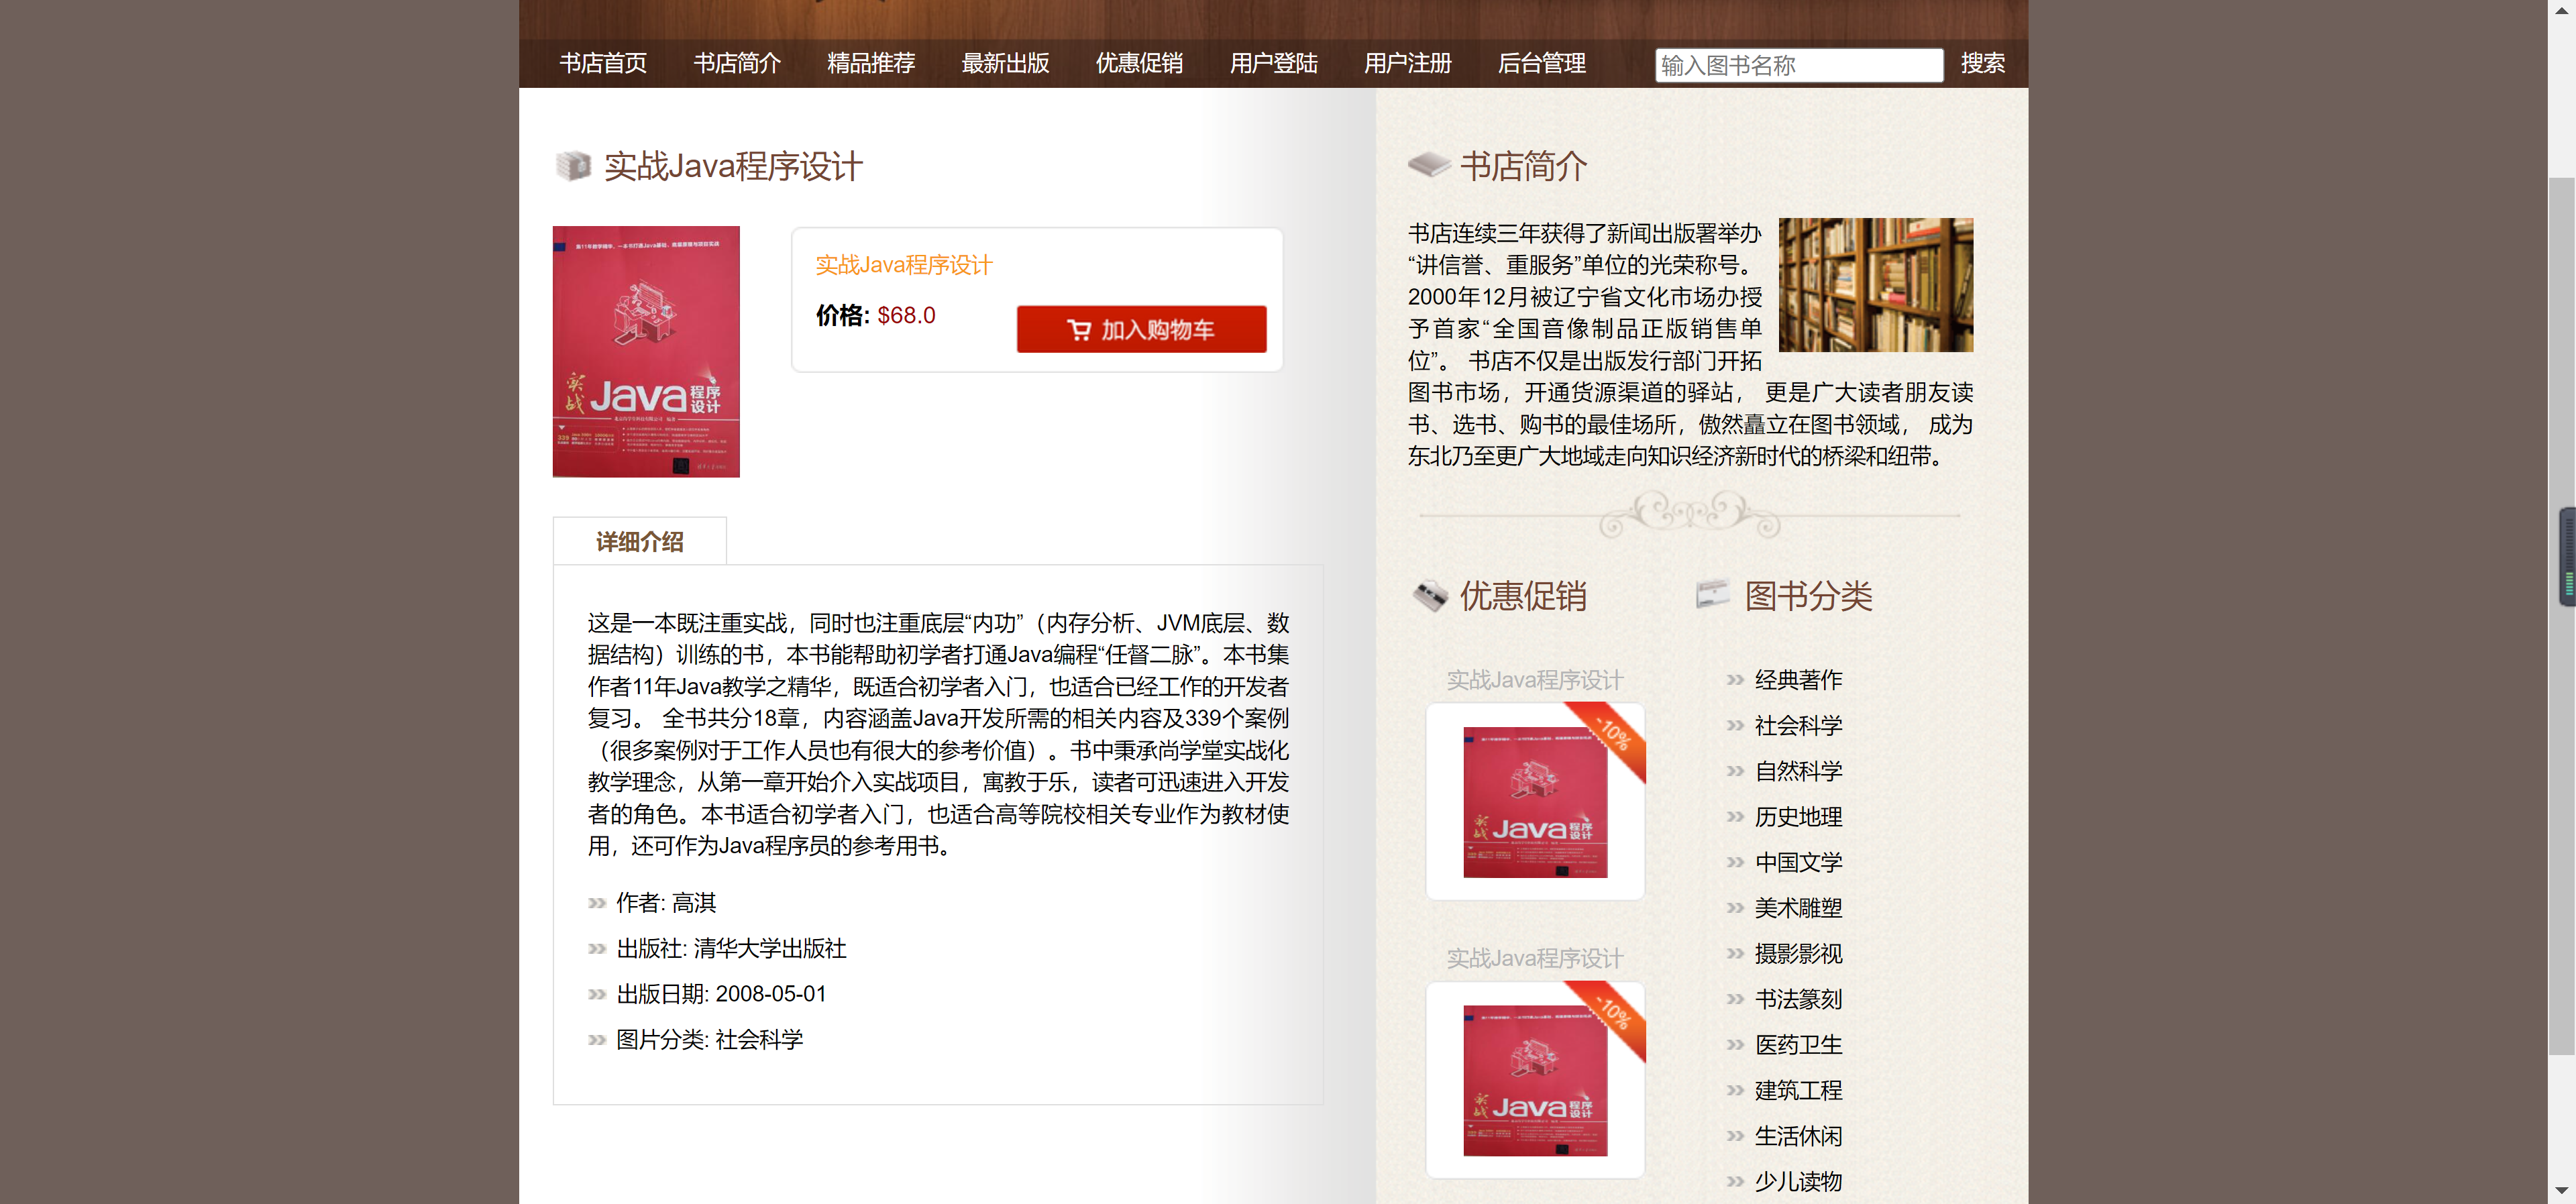 书店首页 书店简介 精品推荐 最新出版 优惠促销 用户登陆 用户注册 后台管理 输入图书名称 搜索
实战Java程序设计
实战
Java
程序
设计
实战Java程序设计
价格: $68.0
加入购物车
详细介绍
这是一本既注重实战，同时也注重底层“内功”（内存分析、JVM底层、数
据结构）训练的书，本书能帮助初学者打通Java编程“任督二脉”。本书集
作者11年Java教学之精华，既适合初学者入门，也适合已经工作的开发者
复习。 全书共分18章，内容涵盖Java开发所需的相关内容及339个案例
（很多案例对于工作人员也有很大的参考价值）。书中秉承尚学堂实战化
教学理念，从第一章开始介入实战项目，寓教于乐，读者可迅速进入开发
者的角色。本书适合初学者入门，也适合高等院校相关专业作为教材使
用，还可作为Java程序员的参考用书。
作者: 高淇
出版社: 清华大学出版社
出版日期: 2008-05-01
图片分类: 社会科学
书店简介
书店连续三年获得了新闻出版署举办
“讲信誉、重服务”单位的光荣称号。
2000年12月被辽宁省文化市场办授
予首家“全国音像制品正版销售单
位”。 书店不仅是出版发行部门开拓
图书市场，开通货源渠道的驿站， 更是广大读者朋友读
书、选书、购书的最佳场所，傲然矗立在图书领域， 成为
东北乃至更广大地域走向知识经济新时代的桥梁和纽带。
优惠促销
实战Java程序设计
-10%
实战
Java
程序
设计
实战Java程序设计
-10%
实战
Java
程序
设计
图书分类
经典著作
社会科学
自然科学
历史地理
中国文学
美术雕塑
摄影影视
书法篆刻
医药卫生
建筑工程
生活休闲
少儿读物